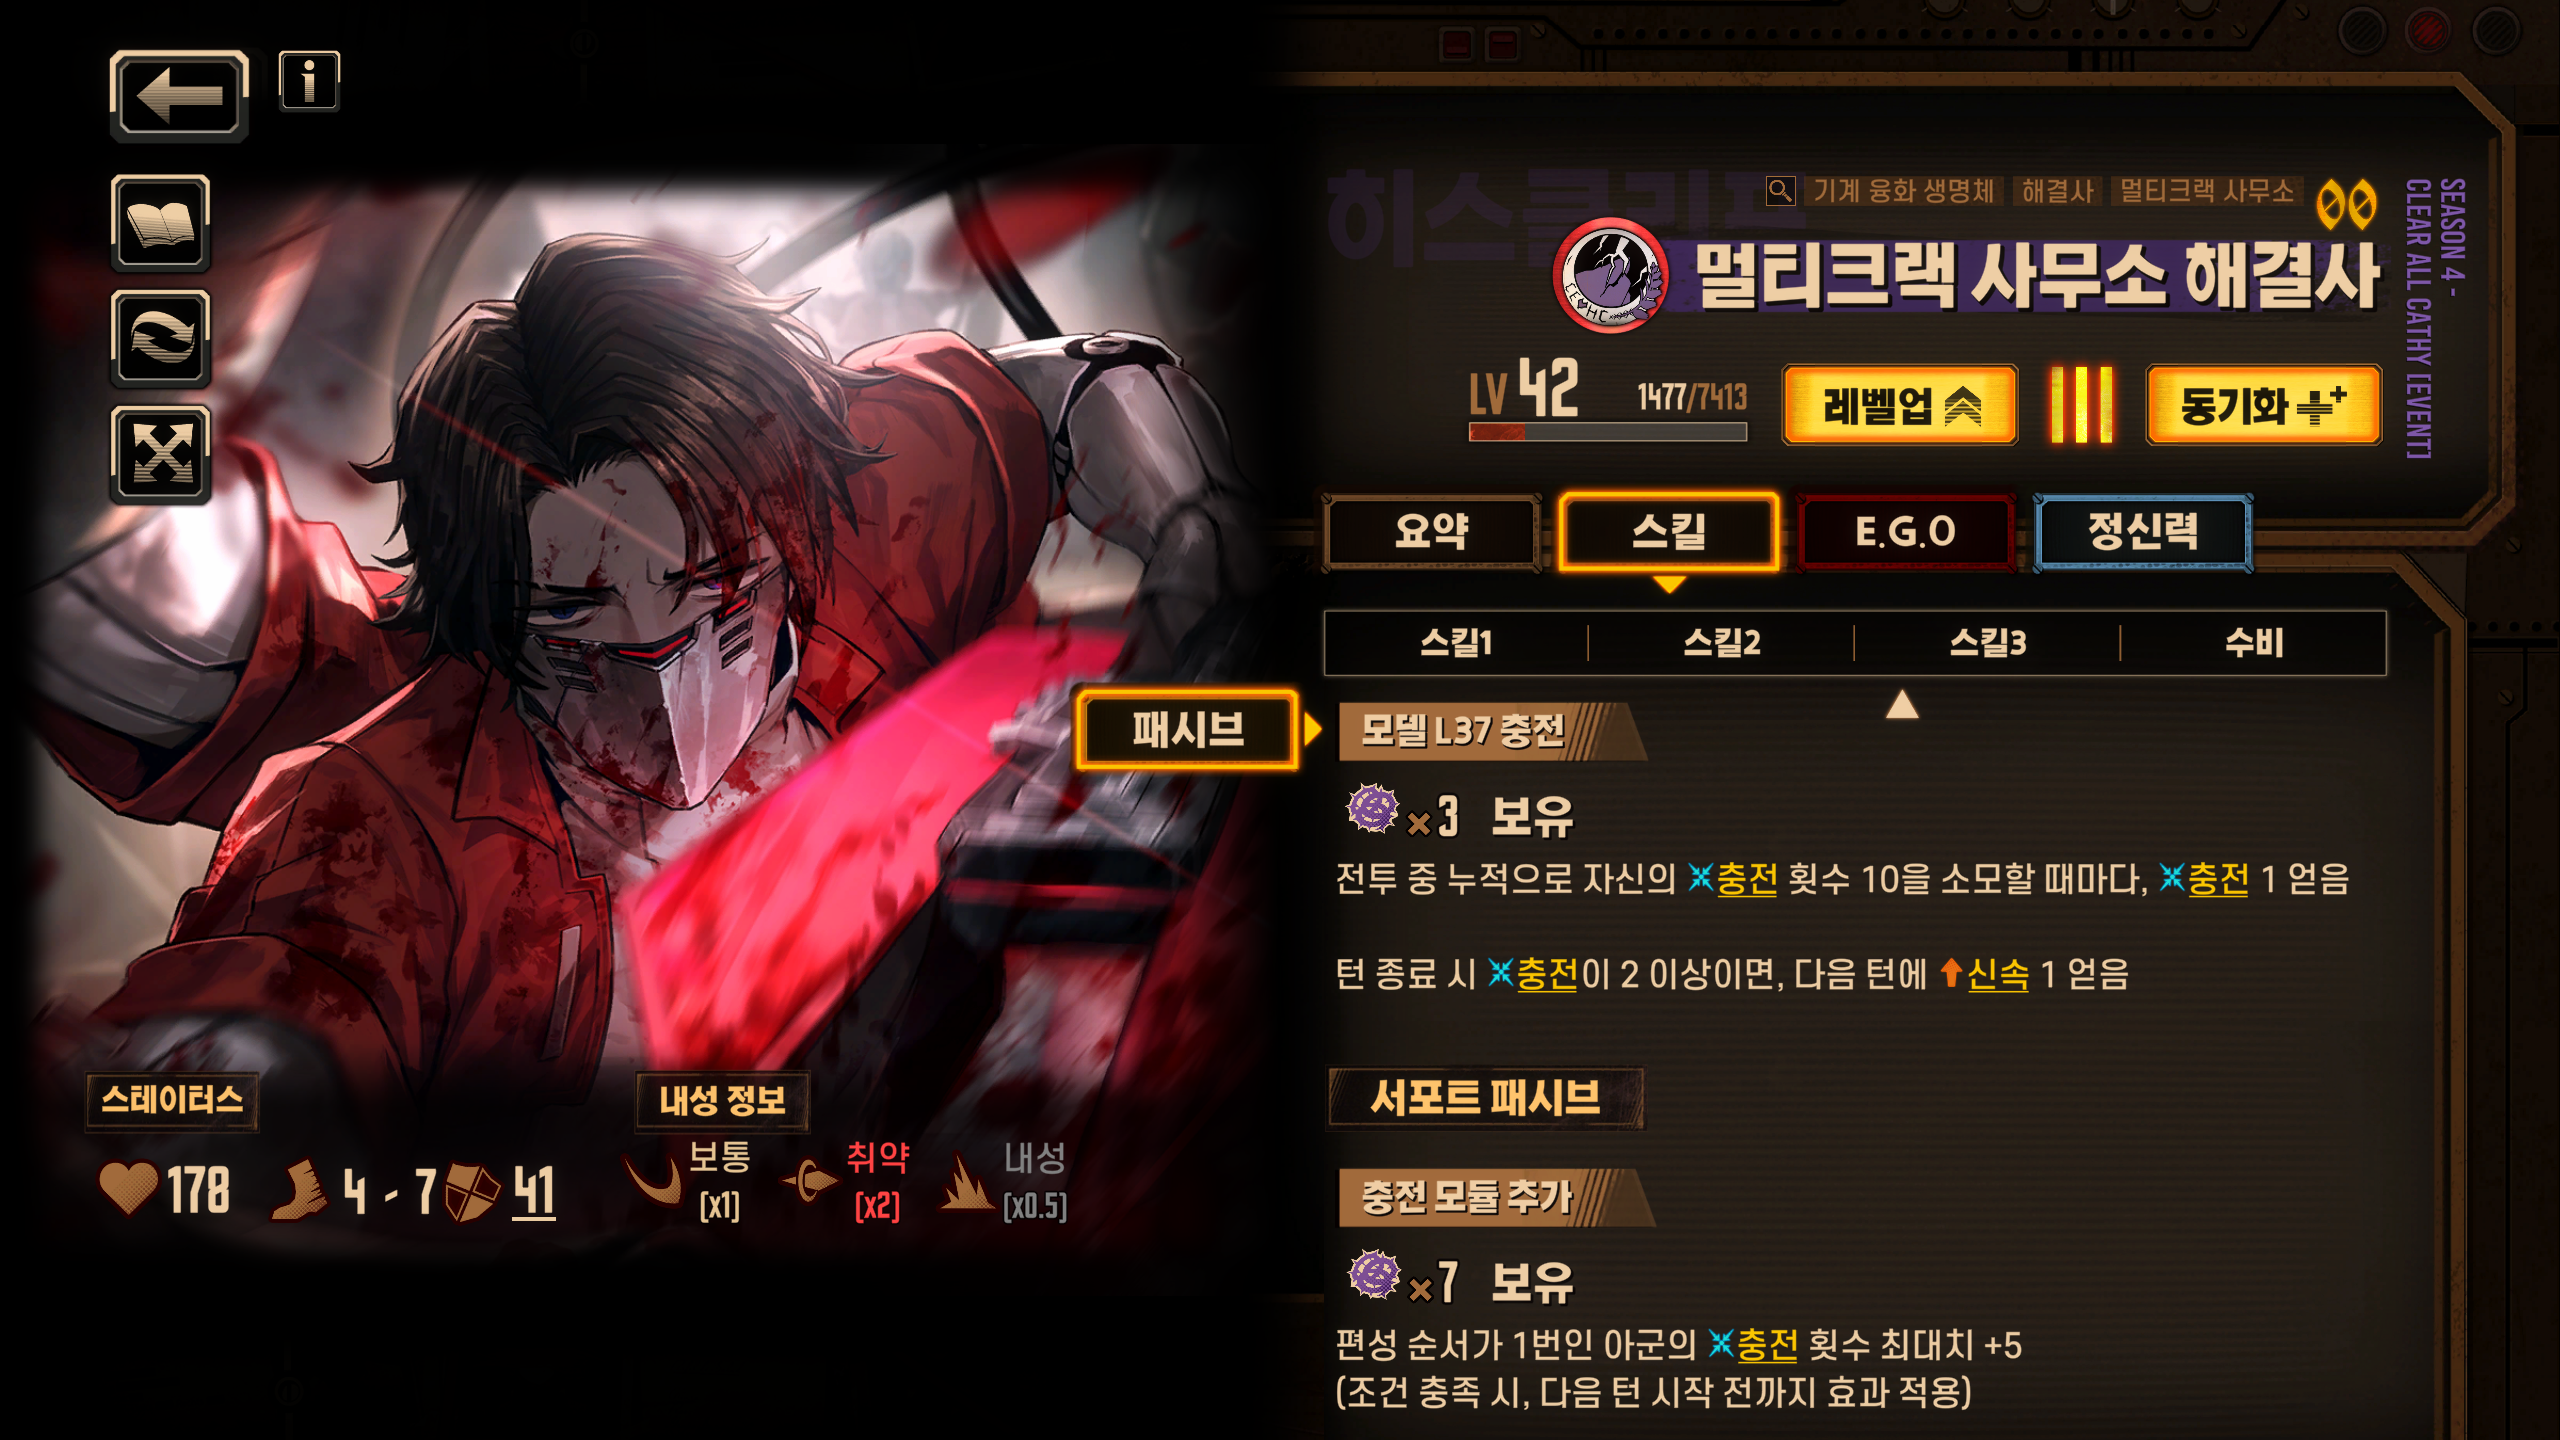 히스클리프
기계 융화 생명체 해결사 멀티크랙 사무소
멀티크랙 사무소 해결사
SEASON 4 -
CLEAR ALL CATHY [EVENT]
LV 42 1477/7413
레벨업
동기화
요약
스킬
E.G.O
정신력
스킬1
스킬2
스킬3
수비
패시브
모델 L37 충전
×3 보유
전투 중 누적으로 자신의 충전 횟수 10을 소모할 때마다, 충전 1 얻음
턴 종료 시 충전이 2 이상이면, 다음 턴에 신속 1 얻음
서포트 패시브
충전 모듈 추가
×7 보유
편성 순서가 1번인 아군의 충전 횟수 최대치 +5
(조건 충족 시, 다음 턴 시작 전까지 효과 적용)
스테이터스
178 4 - 7 41
내성 정보
보통
[x1]
취약
[x2]
내성
[x0.5]